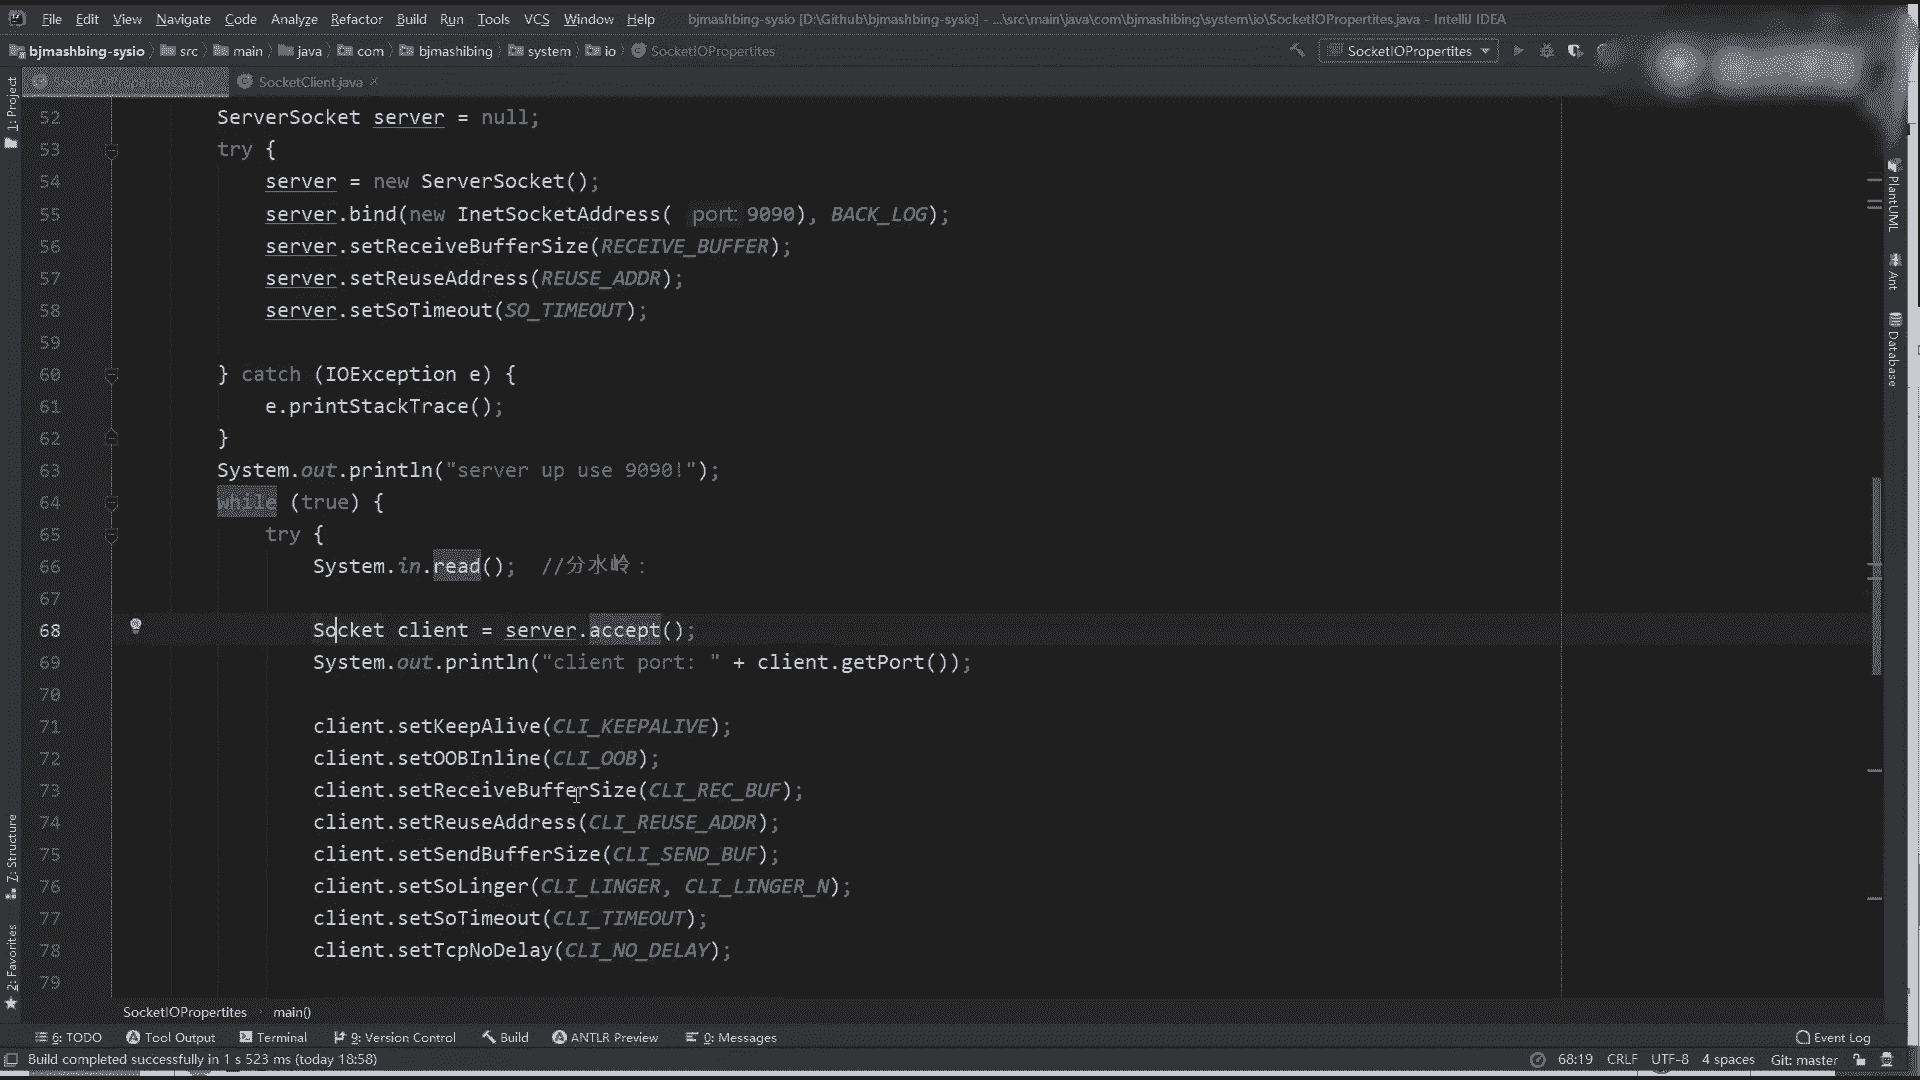 File Edit View Navigate Code Analyze Refactor Build Run Tools VCS Window Help bjmashbing-sysio [D:\Github\bjmashbing-sysio] - ...\src\main\java\com\bjmashibing\system\io\SocketIOPropertites.java - IntelliJ IDEA
bjmashbing-sysio src main java com bjmashibing system io SocketIOPropertites SocketIOPropertites
SocketIOPropertites.java SocketClient.java
1: Project
52 ServerSocket server = null;
53 try {
54 server = new ServerSocket();
55 server.bind(new InetSocketAddress( port: 9090), BACK_LOG);
56 server.setReceiveBufferSize(RECEIVE_BUFFER);
57 server.setReuseAddress(REUSE_ADDR);
58 server.setSoTimeout(SO_TIMEOUT);
59
60 } catch (IOException e) {
61 e.printStackTrace();
62 }
63 System.out.println("server up use 9090!");
64 while (true) {
65 try {
66 System.in.read(); //分水岭：
67
68 Socket client = server.accept();
69 System.out.println("client port: " + client.getPort());
70
71 client.setKeepAlive(CLI_KEEPALIVE);
72 client.setOOBInline(CLI_OOB);
73 client.setReceiveBufferSize(CLI_REC_BUF);
74 client.setReuseAddress(CLI_REUSE_ADDR);
75 client.setSendBufferSize(CLI_SEND_BUF);
76 client.setSoLinger(CLI_LINGER, CLI_LINGER_N);
77 client.setSoTimeout(CLI_TIMEOUT);
78 client.setTcpNoDelay(CLI_NO_DELAY);
79
PlantUML
Ant
Database
7: Structure
2: Favorites
SocketIOPropertites main()
6: TODO Tool Output Terminal 9: Version Control Build ANTLR Preview 0: Messages Event Log
Build completed successfully in 1 s 523 ms (today 18:58) 68:19 CRLF UTF-8 4 spaces Git: master